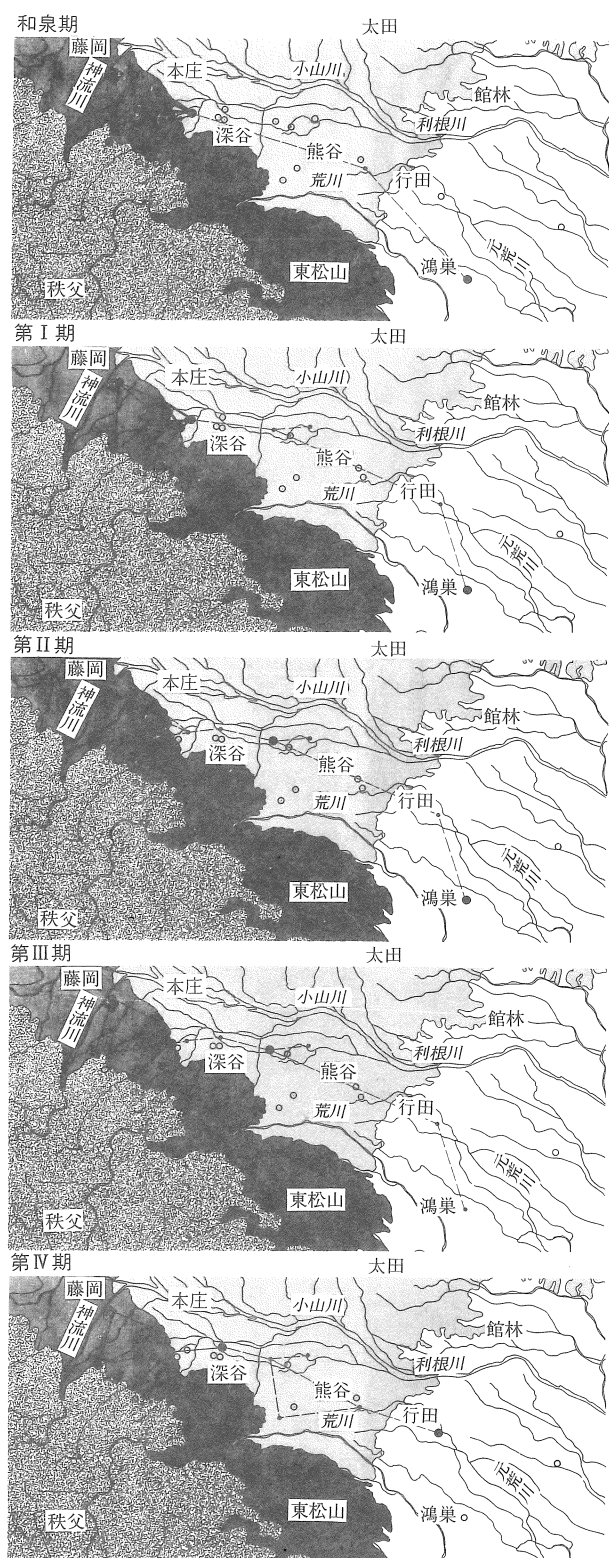 和泉期
太田
藤岡
神流川
本庄
小山川
館林
利根川
深谷
熊谷
行田
荒川
元荒川
鴻巣
東松山
秩父
第Ⅰ期
太田
藤岡
神流川
本庄
小山川
館林
利根川
深谷
熊谷
行田
荒川
元荒川
鴻巣
東松山
秩父
第Ⅱ期
太田
藤岡
神流川
本庄
小山川
館林
利根川
深谷
熊谷
行田
荒川
元荒川
鴻巣
東松山
秩父
第Ⅲ期
太田
藤岡
神流川
本庄
小山川
館林
利根川
深谷
熊谷
行田
荒川
元荒川
鴻巣
東松山
秩父
第Ⅳ期
太田
藤岡
神流川
本庄
小山川
館林
利根川
深谷
熊谷
行田
荒川
元荒川
鴻巣
東松山
秩父